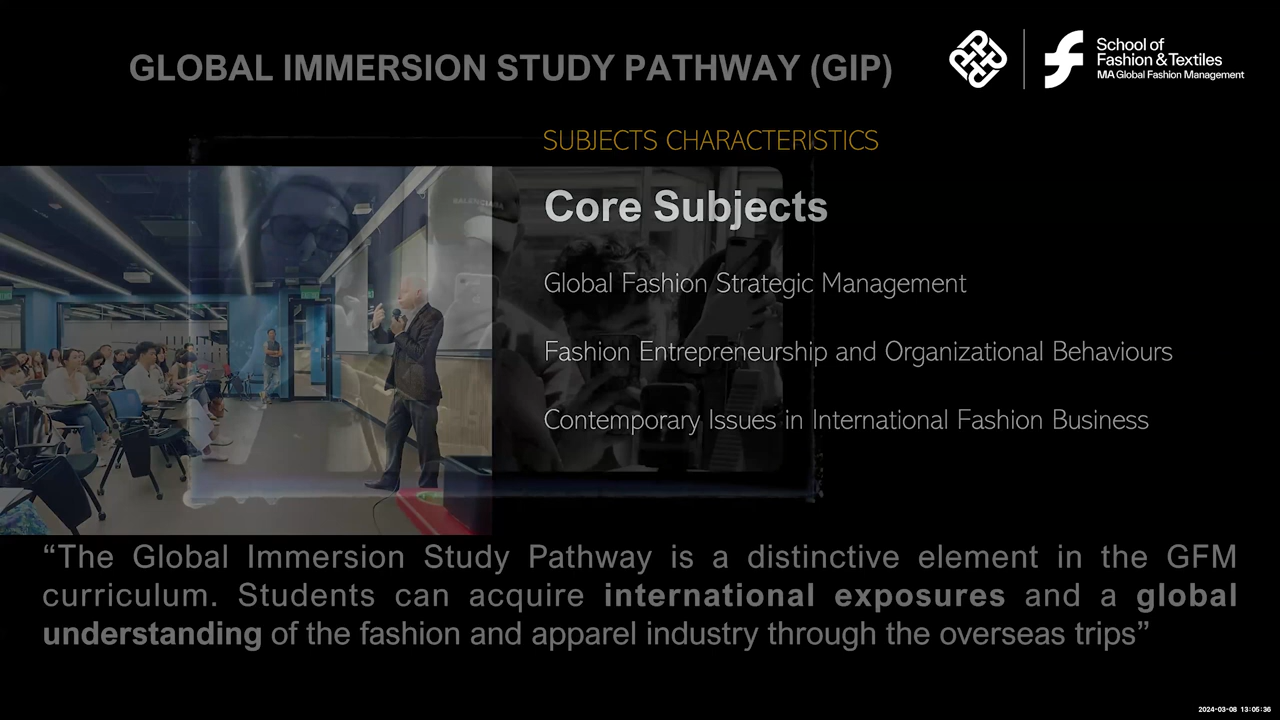 GLOBAL IMMERSION STUDY PATHWAY (GIP)
School of
Fashion & Textiles
MA Global Fashion Management
SUBJECTS CHARACTERISTICS
BALENCIAGA
Core Subjects
Global Fashion Strategic Management
Fashion Entrepreneurship and Organizational Behaviours
Contemporary Issues in International Fashion Business
“The Global Immersion Study Pathway is a distinctive element in the GFM
curriculum. Students can acquire international exposures and a global
understanding of the fashion and apparel industry through the overseas trips”
2024-03-08 13:05:36